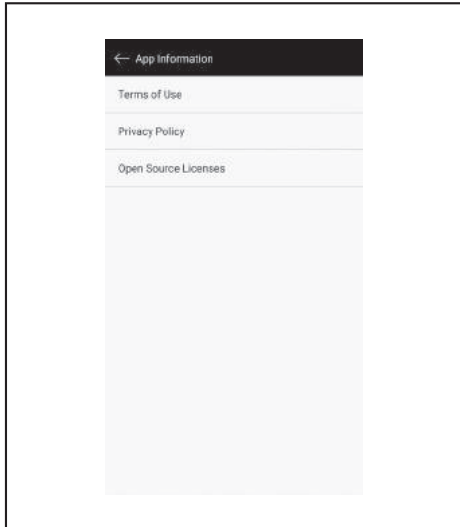 ← App Information
Terms of Use
Privacy Policy
Open Source Licenses